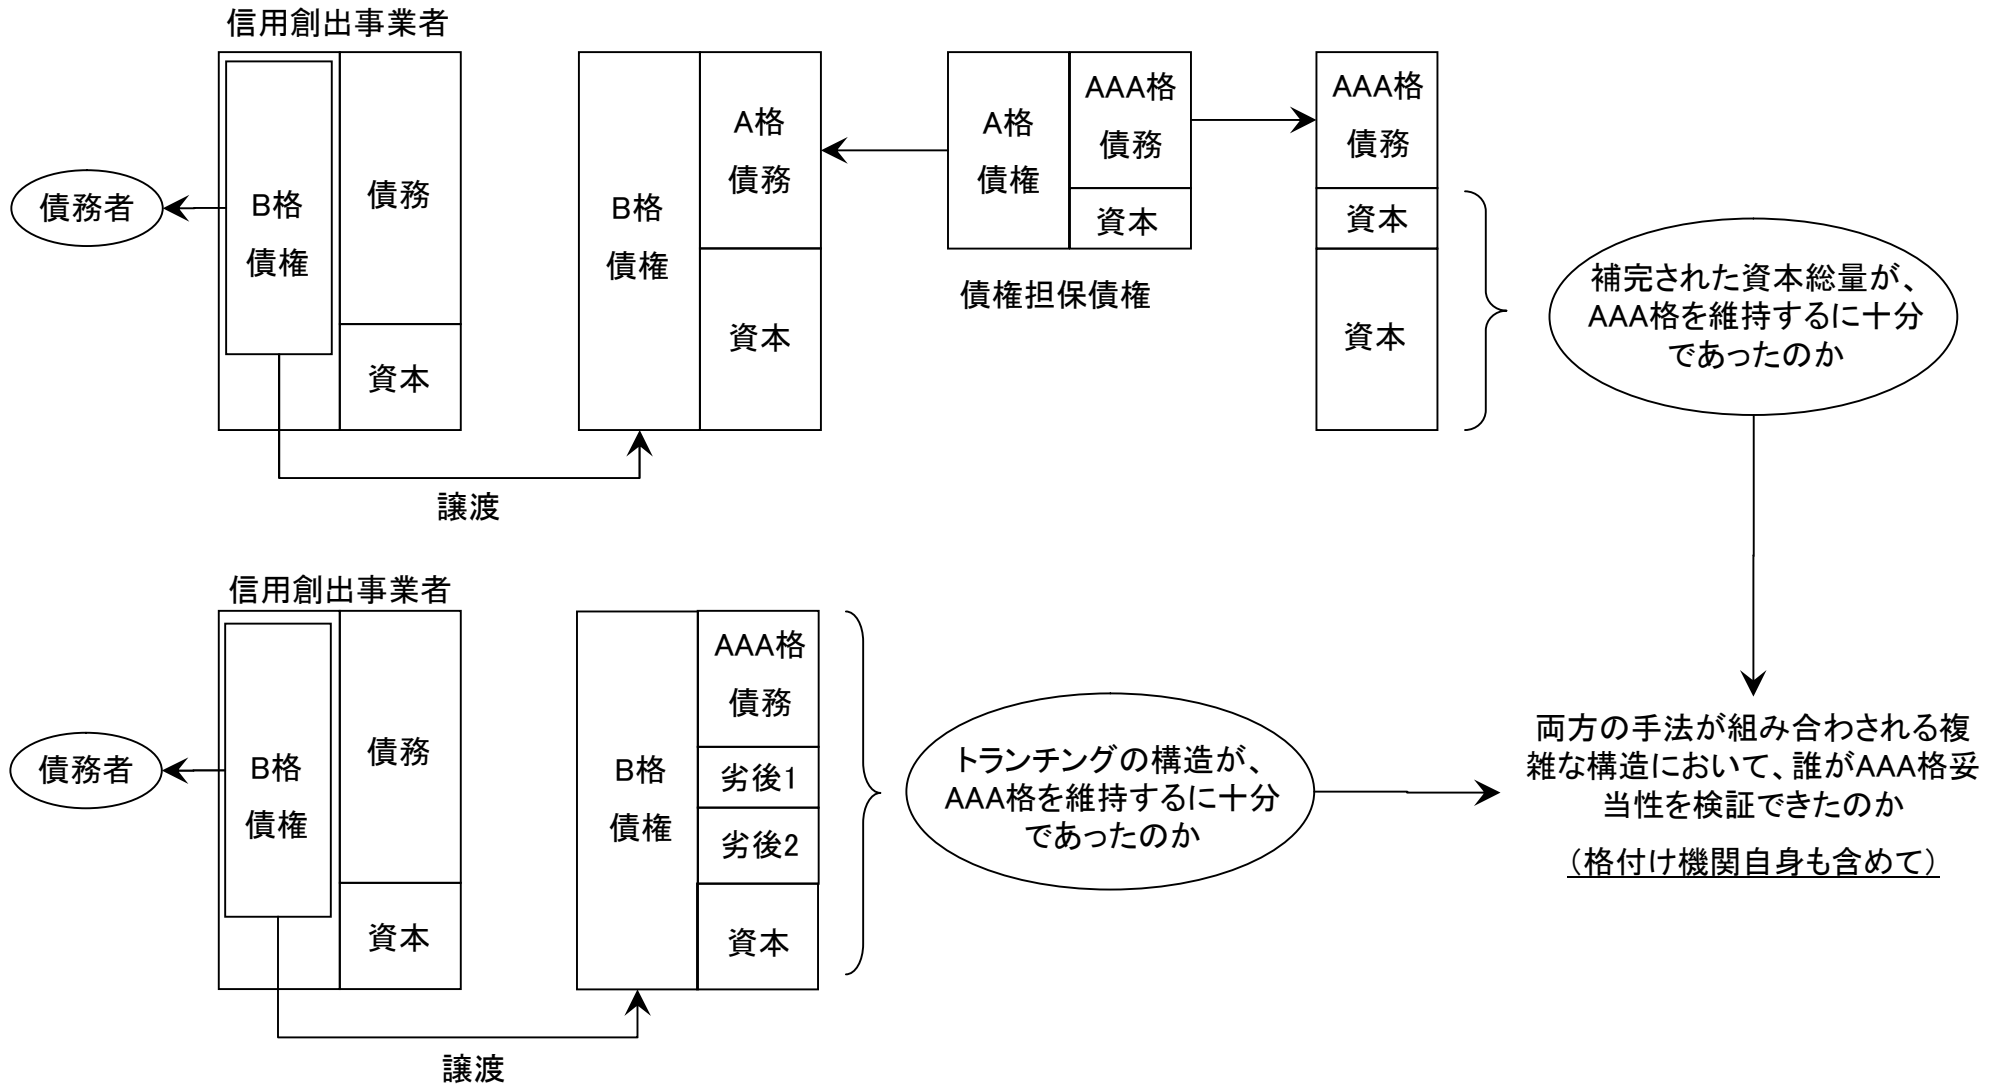 信用創出事業者
債務者
B格
債権
債務
資本
譲渡
B格
債権
A格
債務
資本
A格
債権
AAA格
債務
資本
債権担保債権
AAA格
債務
資本
資本
補完された資本総量が、
AAA格を維持するに十分
であったのか
信用創出事業者
債務者
B格
債権
債務
資本
譲渡
B格
債権
AAA格
債務
劣後1
劣後2
資本
トランチングの構造が、
AAA格を維持するに十分
であったのか
両方の手法が組み合わされる複
雑な構造において、誰がAAA格妥
当性を検証できたのか
(格付け機関自身も含めて)